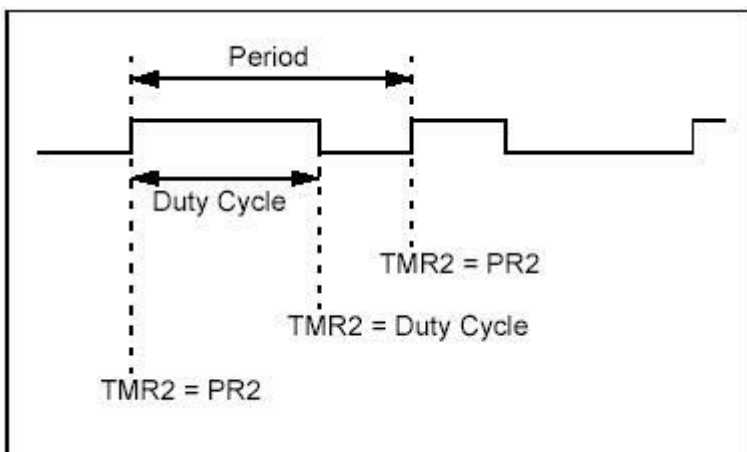 Period
Duty Cycle
TMR2 = PR2
TMR2 = Duty Cycle
TMR2 = PR2